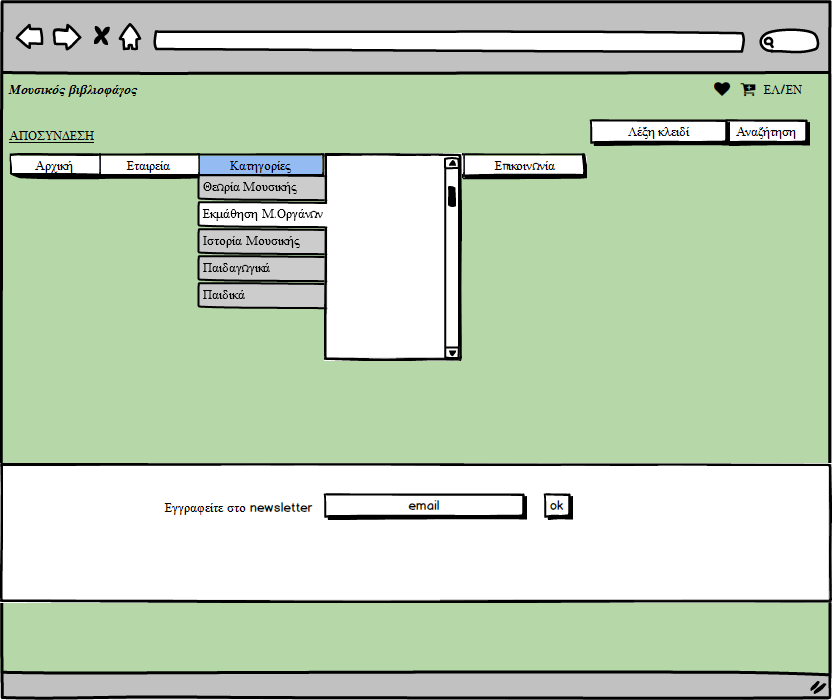 Μουσικός βιβλιοφάγος
ΕΛ/ΕΝ
ΑΠΟΣΥΝΔΕΣΗ
Λέξη κλειδί
Αναζήτηση
Αρχική
Εταιρεία
Κατηγορίες
Επικοινωνία
Θεωρία Μουσικής
Εκμάθηση Μ.Οργάνων
Ιστορία Μουσικής
Παιδαγωγικά
Παιδικά
Εγγραφείτε στο newsletter
email
ok